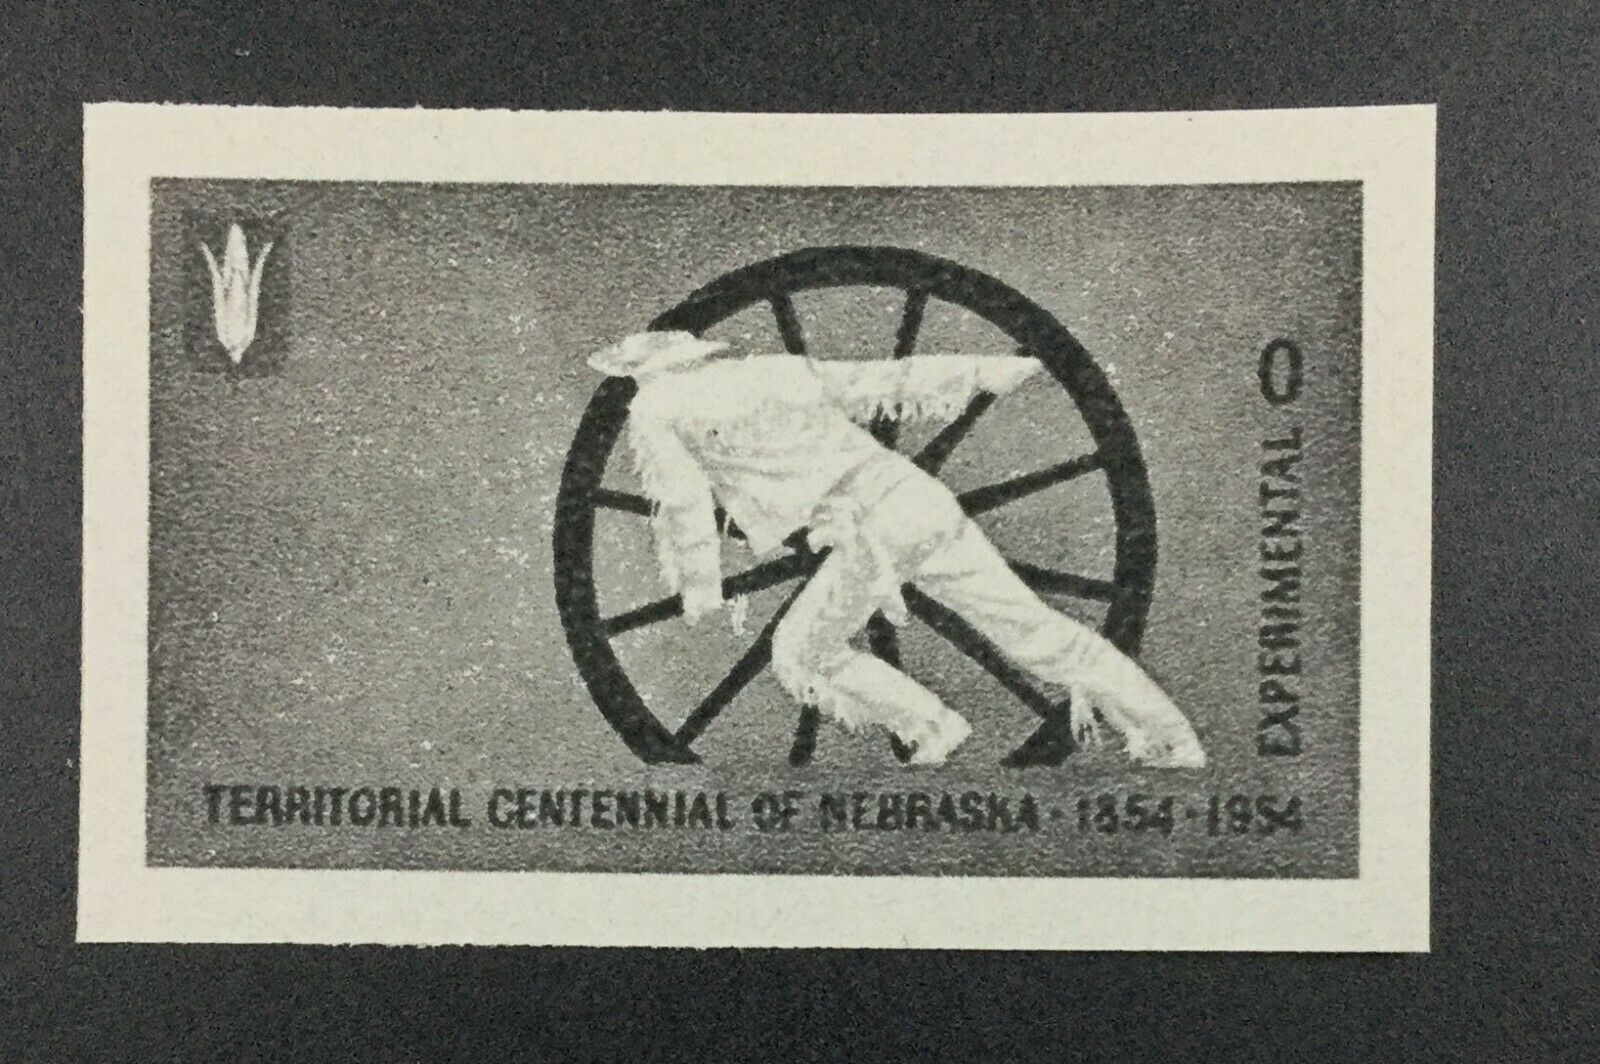 EXPERIMENTAL 0
TERRITORIAL CENTENNIAL OF NEBRASKA · 1854 · 1954